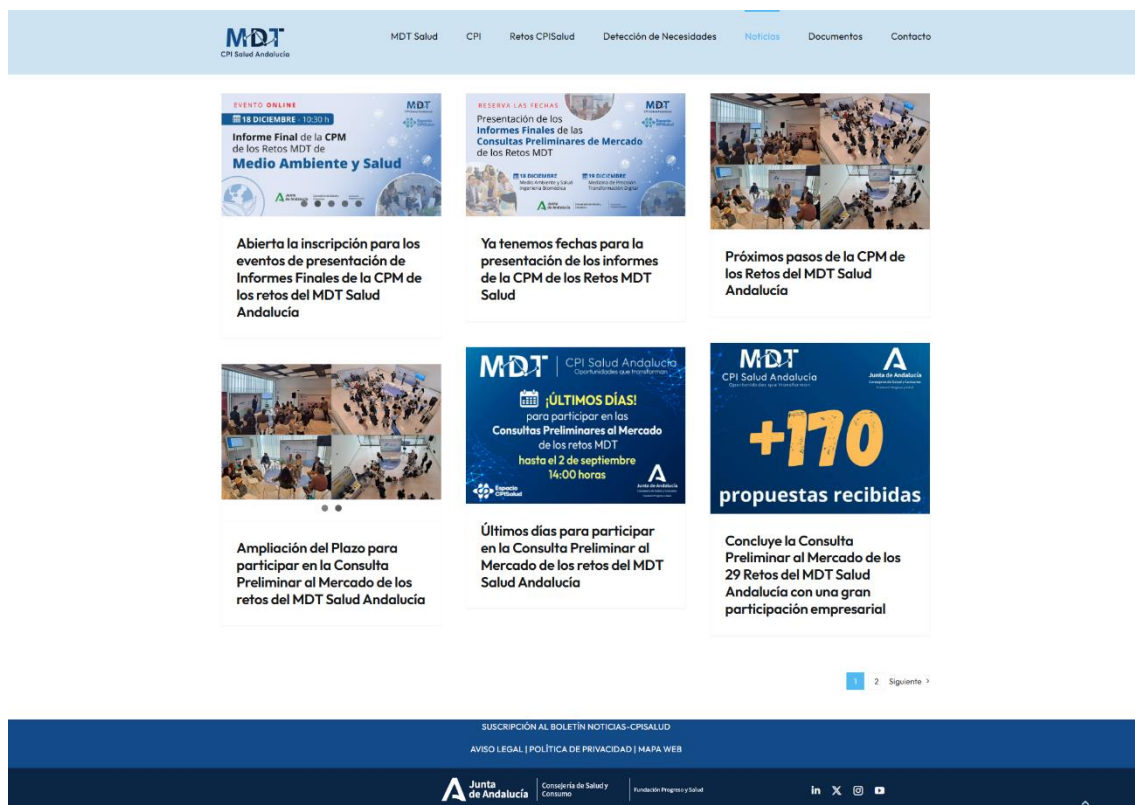 MDT
CPI Salud Andalucía
MDT Salud
CPI
Retos CPISalud
Detección de Necesidades
Noticias
Documentos
Contacto
EVENTO ONLINE
18 DICIEMBRE - 10:30 h
Informe Final de la CPM
de los Retos MDT de
Medio Ambiente y Salud
MDT
Junta
de Andalucía
Abierta la inscripción para los
eventos de presentación de
Informes Finales de la CPM de
los retos del MDT Salud
Andalucía
RESERVA LAS FECHAS
Presentación de los
Informes Finales de las
Consultas Preliminares de Mercado
de los Retos MDT
MDT
18 DICIEMBRE
Medio Ambiente y Salud
Ingeniería Biomédica
19 DICIEMBRE
Medicina de Precisión
Transformación Digital
Ya tenemos fechas para la
presentación de los informes
de la CPM de los Retos MDT
Salud
Próximos pasos de la CPM de
los Retos del MDT Salud
Andalucía
Ampliación del Plazo para
participar en la Consulta
Preliminar al Mercado de los
retos del MDT Salud Andalucía
MDT
CPI Salud Andalucía
Oportunidades que transforman
¡ÚLTIMOS DÍAS!
para participar en las
Consultas Preliminares al Mercado
de los retos MDT
hasta el 2 de septiembre
14:00 horas
Espacio
CPISalud
Junta de Andalucía
Últimos días para participar
en la Consulta Preliminar al
Mercado de los retos del MDT
Salud Andalucía
MDT
CPI Salud Andalucía
Oportunidades que transforman
Junta de Andalucía
+170
propuestas recibidas
Concluye la Consulta
Preliminar al Mercado de los
29 Retos del MDT Salud
Andalucía con una gran
participación empresarial
1
2
Siguiente
SUSCRIPCIÓN AL BOLETÍN NOTICIAS-CPISALUD
AVISO LEGAL | POLÍTICA DE PRIVACIDAD | MAPA WEB
Junta
de Andalucía
Consejería de Salud y
Consumo
Fundación Progreso y Salud